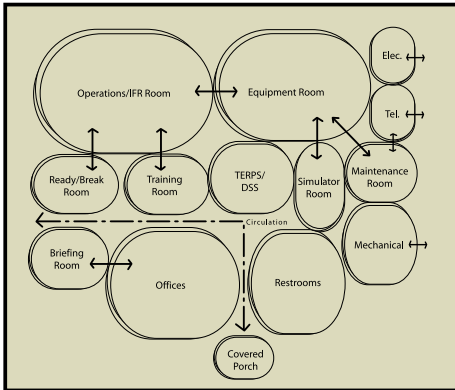 Elec.
Operations/IFR Room
Equipment Room
Tel.
Ready/Break
Room
Training
Room
TERPS/
DSS
Simulator
Room
Maintenance
Room
Circulation
Briefing
Room
Mechanical
Offices
Restrooms
Covered
Porch